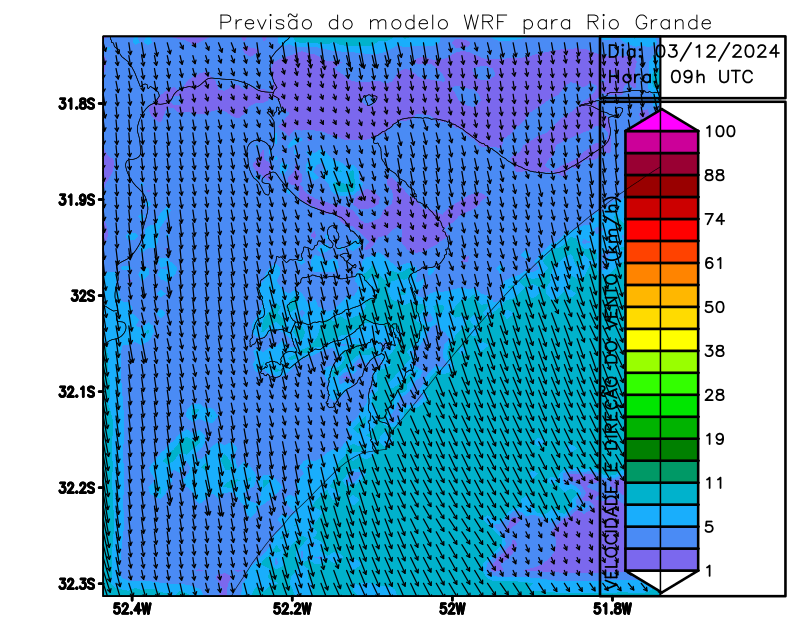 Previsão do modelo WRF para Rio Grande
Dia: 03/12/2024
Hora: 09h UTC
31.8S
31.9S
32S
32.1S
32.2S
32.3S
52.4W
52.2W
52W
51.8W
VELOCIDADE E DIREÇÃO DO VENTO (km/h)
100
88
74
61
50
38
28
19
11
5
1